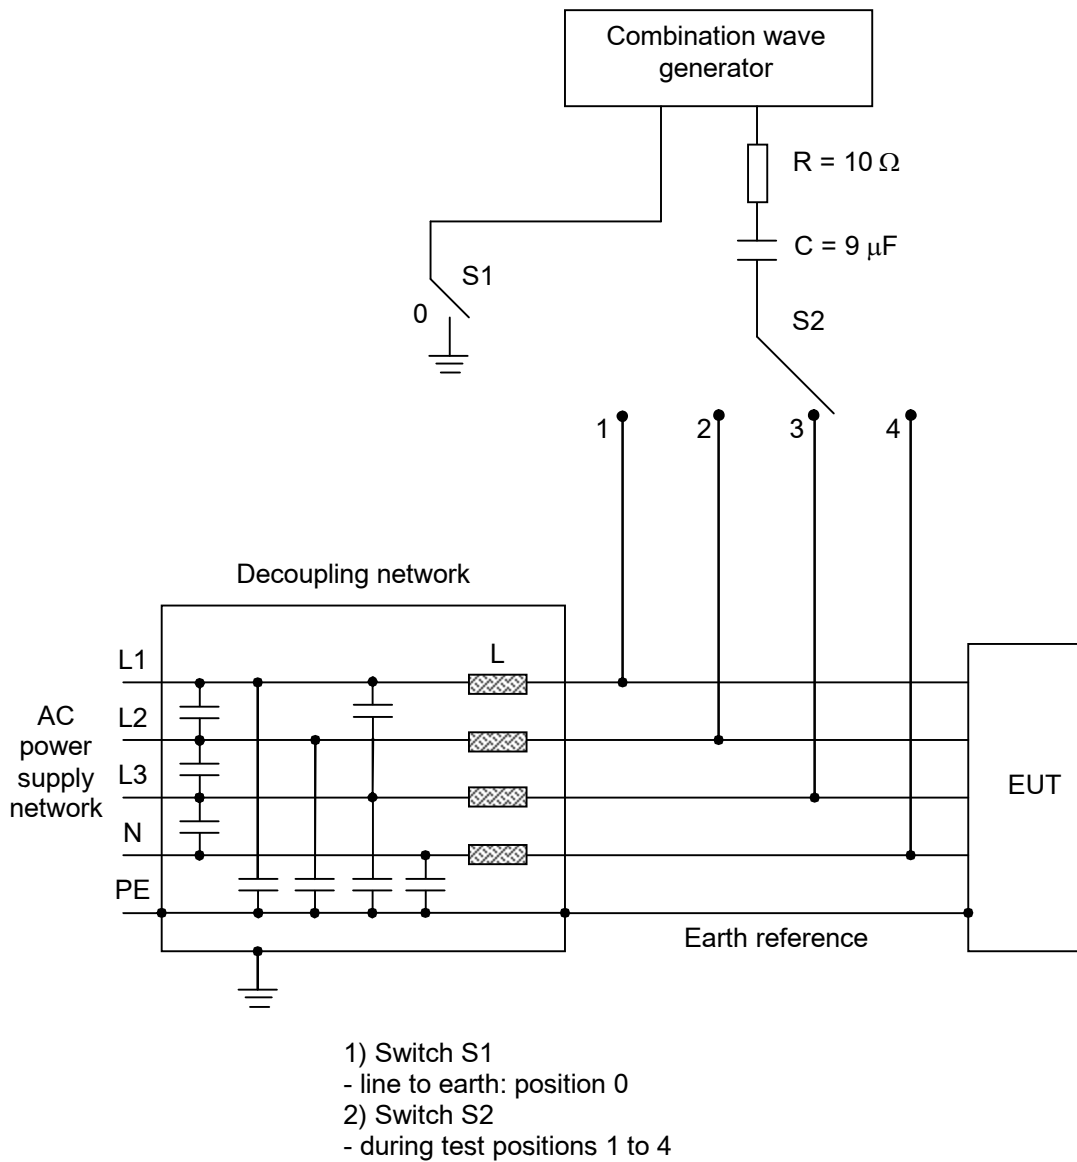 Combination wave
generator
R = 10 Ω
C = 9 μF
S1
0
S2
1
2
3
4
Decoupling network
L
L1
L2
L3
N
PE
AC
power
supply
network
EUT
Earth reference
1) Switch S1
- line to earth: position 0
2) Switch S2
- during test positions 1 to 4